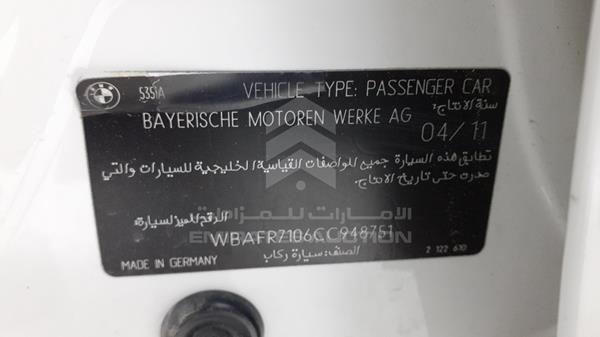 BMW
535IA
VEHICLE TYPE: PASSENGER CAR
سنة الانتاج:
BAYERISCHE MOTOREN WERKE AG
04/11
تطابق هذه السيارة جميع المواصفات القياسية الخليجية للسيارات والتي
صدرت حتى تاريخ الانتاج.
الامارات للمزادات
الرقم المميز للسيارة
WBAFR7106CC948751
EMIRATES AUCTION
الصنف: سيارة ركاب
MADE IN GERMANY
2 122 610